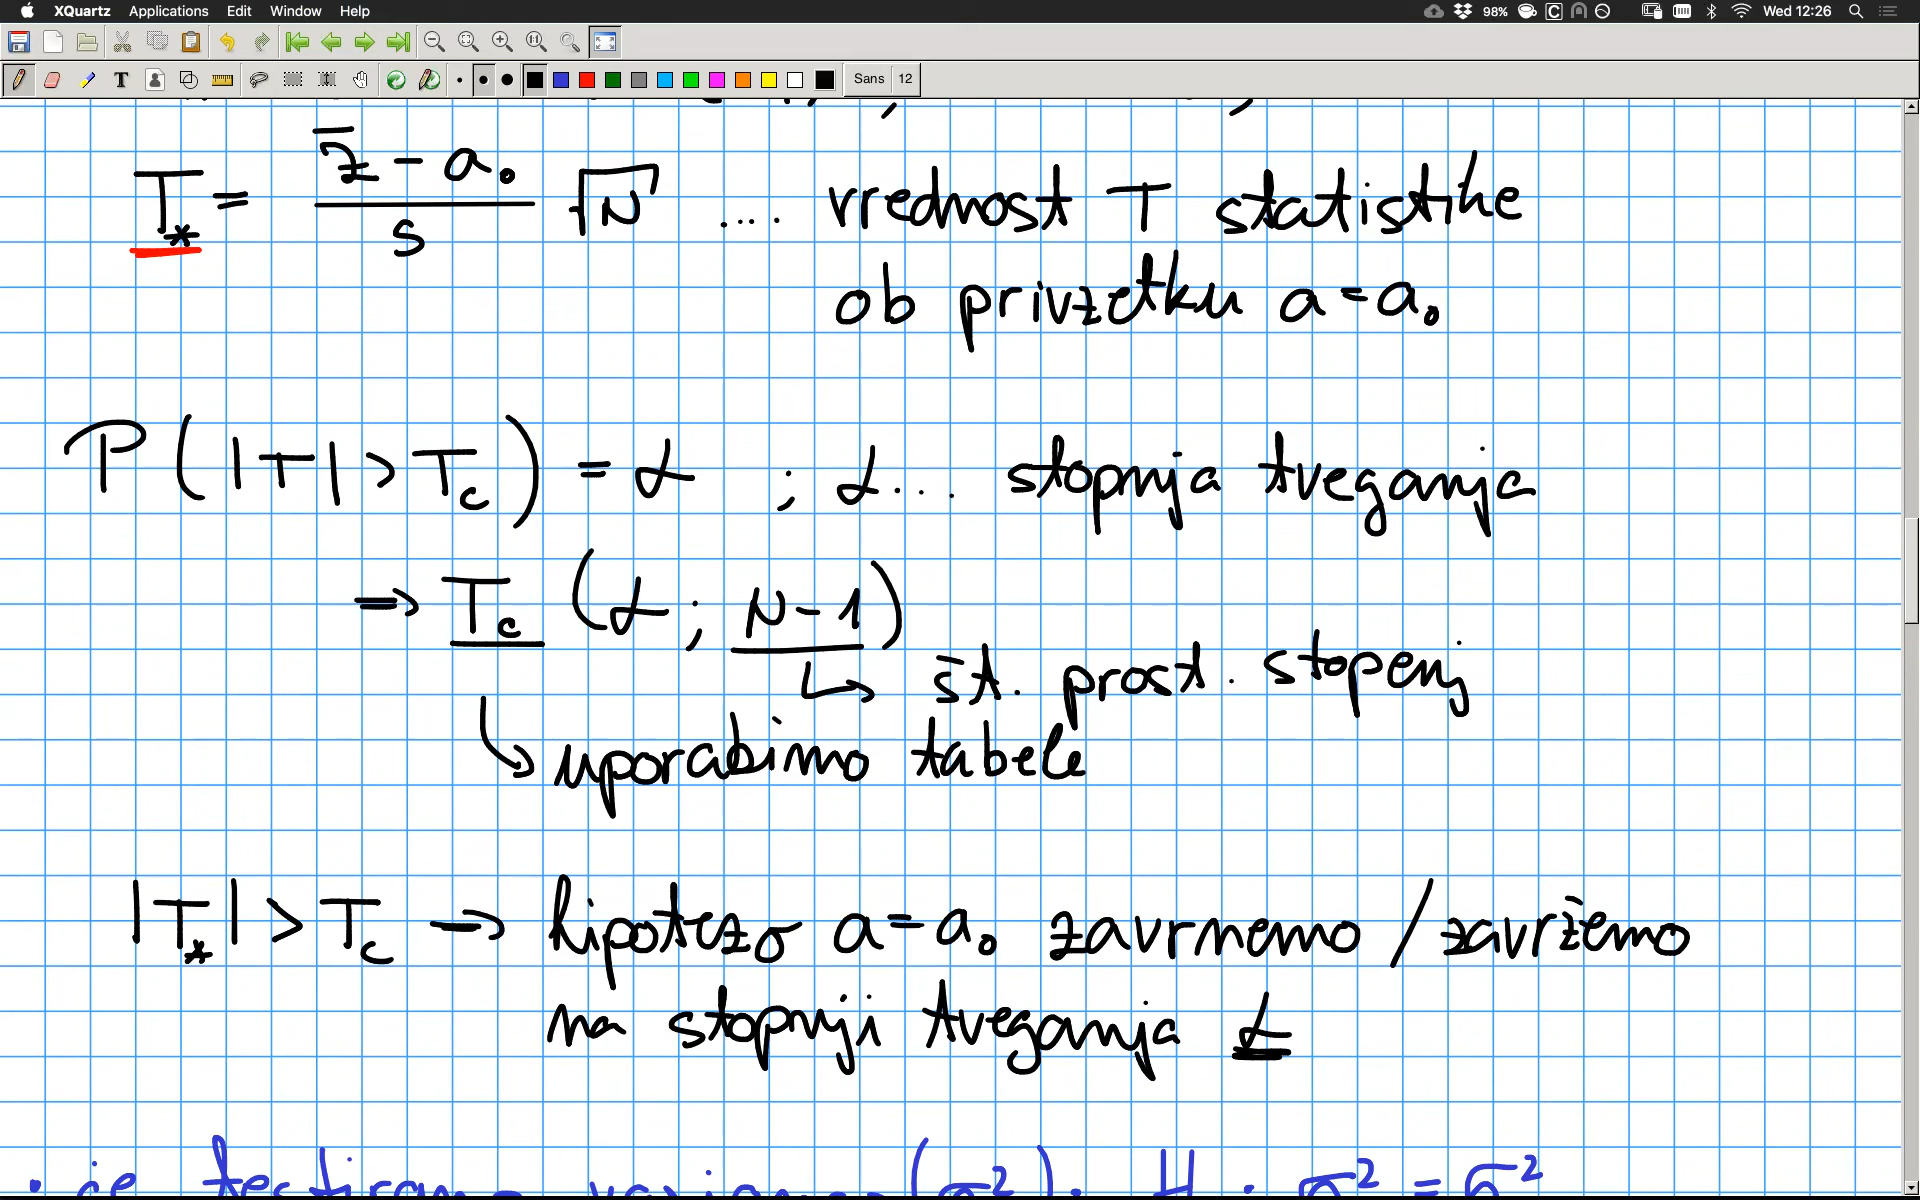 XQuartz Applications Edit Window Help 98% Wed 12:26
Sans 12
T* = (z̄ - a₀)/s √N .... vrednost T statistike
ob privzetku a = a₀
P(|T| > Tc) = α ; α... stopnja tveganja
⇒ Tc (α; N-1)
↳ št. prost. stopenj
↳ uporabimo tabele
|T*| > Tc → hipotezo a = a₀ zavrnemo / zavržemo
na stopnji tveganja α